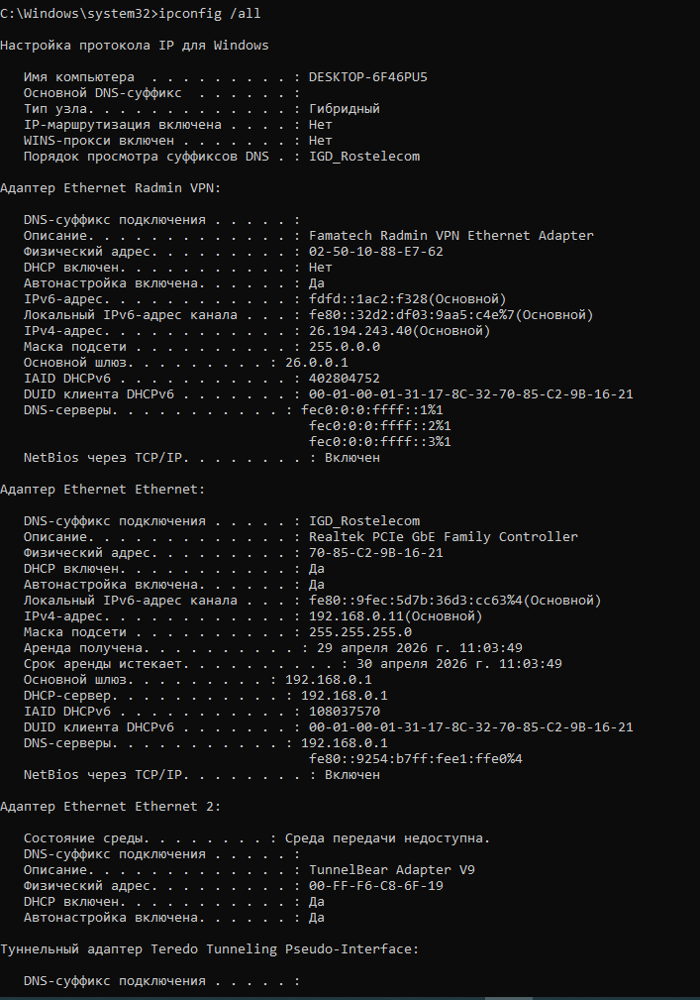 C:\Windows\system32>ipconfig /all
Настройка протокола IP для Windows
Имя компьютера  . . . . . . . . . : DESKTOP-6F46PU5
Основной DNS-суффикс  . . . . . . :
Тип узла. . . . . . . . . . . . . : Гибридный
IP-маршрутизация включена . . . . : Нет
WINS-прокси включен . . . . . . . : Нет
Порядок просмотра суффиксов DNS . : IGD_Rostelecom
Адаптер Ethernet Radmin VPN:
DNS-суффикс подключения . . . . . :
Описание. . . . . . . . . . . . . : Famatech Radmin VPN Ethernet Adapter
Физический адрес. . . . . . . . . : 02-50-10-88-E7-62
DHCP включен. . . . . . . . . . . : Нет
Автонастройка включена. . . . . . : Да
IPv6-адрес. . . . . . . . . . . . : fdfd::1ac2:f328(Основной)
Локальный IPv6-адрес канала . . . : fe80::32d2:df03:9aa5:c4e%7(Основной)
IPv4-адрес. . . . . . . . . . . . : 26.194.243.40(Основной)
Маска подсети . . . . . . . . . . : 255.0.0.0
Основной шлюз. . . . . . . . . : 26.0.0.1
IAID DHCPv6 . . . . . . . . . . . : 402804752
DUID клиента DHCPv6 . . . . . . . : 00-01-00-01-31-17-8C-32-70-85-C2-9B-16-21
DNS-серверы. . . . . . . . . . . : fec0:0:0:ffff::1%1
fec0:0:0:ffff::2%1
fec0:0:0:ffff::3%1
NetBios через TCP/IP. . . . . . . . : Включен
Адаптер Ethernet Ethernet:
DNS-суффикс подключения . . . . . : IGD_Rostelecom
Описание. . . . . . . . . . . . . : Realtek PCIe GbE Family Controller
Физический адрес. . . . . . . . . : 70-85-C2-9B-16-21
DHCP включен. . . . . . . . . . . : Да
Автонастройка включена. . . . . . : Да
Локальный IPv6-адрес канала . . . : fe80::9fec:5d7b:36d3:cc63%4(Основной)
IPv4-адрес. . . . . . . . . . . . : 192.168.0.11(Основной)
Маска подсети . . . . . . . . . . : 255.255.255.0
Аренда получена. . . . . . . . . . : 29 апреля 2026 г. 11:03:49
Срок аренды истекает. . . . . . . . . . : 30 апреля 2026 г. 11:03:49
Основной шлюз. . . . . . . . . : 192.168.0.1
DHCP-сервер. . . . . . . . . . . : 192.168.0.1
IAID DHCPv6 . . . . . . . . . . . : 108037570
DUID клиента DHCPv6 . . . . . . . : 00-01-00-01-31-17-8C-32-70-85-C2-9B-16-21
DNS-серверы. . . . . . . . . . . : 192.168.0.1
fe80::9254:b7ff:fee1:ffe0%4
NetBios через TCP/IP. . . . . . . . : Включен
Адаптер Ethernet Ethernet 2:
Состояние среды. . . . . . . . : Среда передачи недоступна.
DNS-суффикс подключения . . . . . :
Описание. . . . . . . . . . . . . : TunnelBear Adapter V9
Физический адрес. . . . . . . . . : 00-FF-F6-C8-6F-19
DHCP включен. . . . . . . . . . . : Да
Автонастройка включена. . . . . . : Да
Туннельный адаптер Teredo Tunneling Pseudo-Interface:
DNS-суффикс подключения . . . . . :